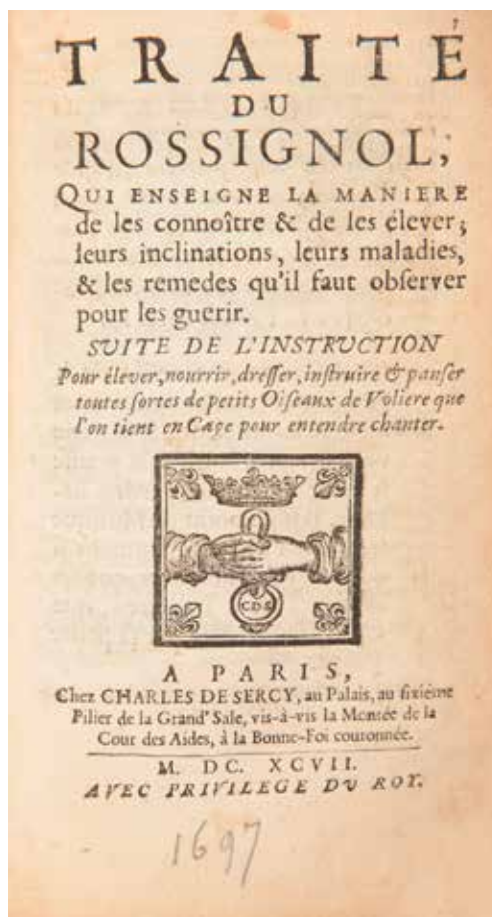 TRAITÉ
DU
ROSSIGNOL;
QUI ENSEIGNE LA MANIERE
de les connoître & de les élever;
leurs inclinations, leurs maladies,
& les remedes qu'il faut obſerver
pour les guerir.
SUITE DE L'INSTRVCTION
Pour élever, nourrir, dreſſer, inſtruire & panſer
toutes ſortes de petits Oiſeaux de Voliere que
l'on tient en Cage pour entendre chanter.
C.D.S
A PARIS,
Chez CHARLES DE SERCY, au Palais, au ſixiéme
Pilier de la Grand' Sale, vis-à-vis la Montée de la
Cour des Aides, à la Bonne-Foi couronnée.
M. DC. XCVII.
AVEC PRIVILEGE DV ROY.
1697